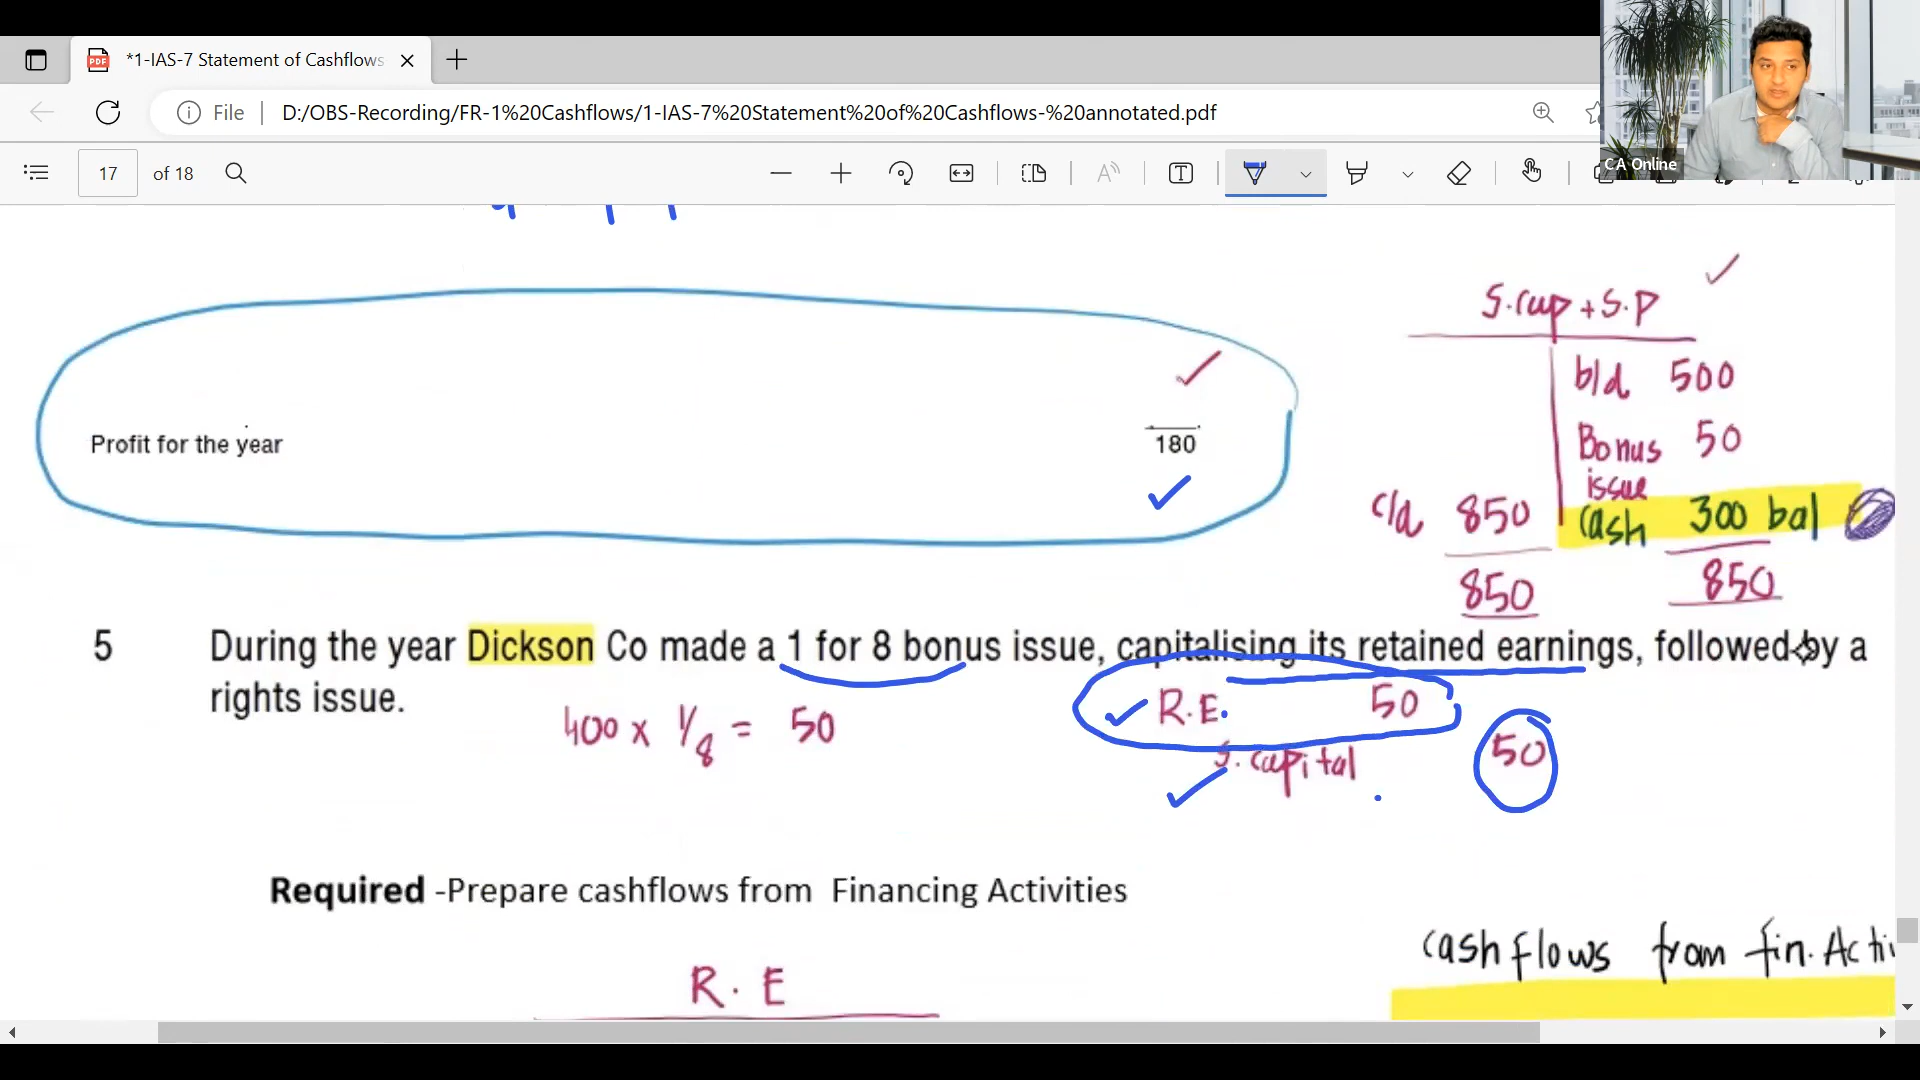 *1-IAS-7 Statement of Cashflows
File D:/OBS-Recording/FR-1%20Cashflows/1-IAS-7%20Statement%20of%20Cashflows-%20annotated.pdf
CA Online
17 of 18
S.cap + S.P
b/d 500
Profit for the year 180
Bonus issue 50
c/d 850 Cash 300 bal
850 850
5 During the year Dickson Co made a 1 for 8 bonus issue, capitalising its retained earnings, followed by a
rights issue.
400 x 1/8 = 50
R.E. 50
S. capital 50
Required -Prepare cashflows from Financing Activities
Cash flows from fin. Acti
R. E